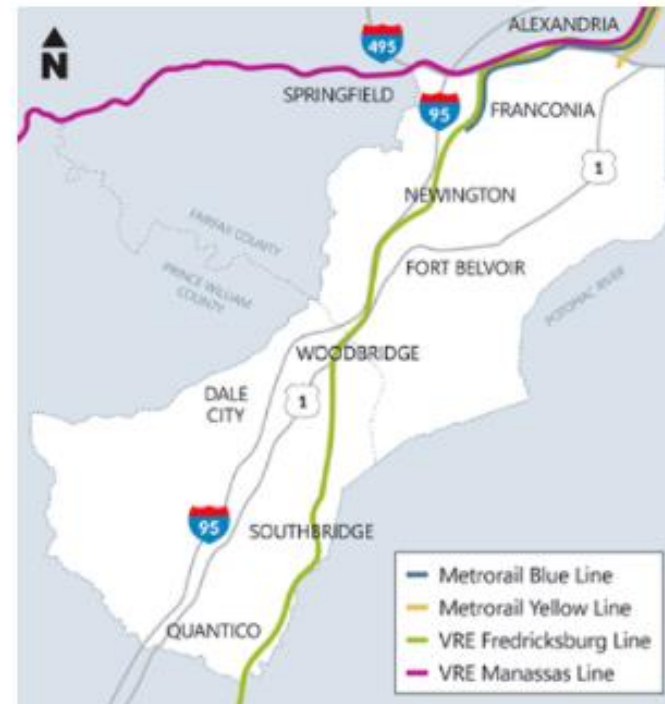 N
ALEXANDRIA
495
SPRINGFIELD
95
FRANCONIA
1
NEWINGTON
FAIRFAX COUNTY
PRINCE WILLIAM
COUNTY
FORT BELVOIR
POTOMAC RIVER
WOODBRIDGE
DALE
CITY
1
95
SOUTHBRIDGE
QUANTICO
Metrorail Blue Line
Metrorail Yellow Line
VRE Fredricksburg Line
VRE Manassas Line